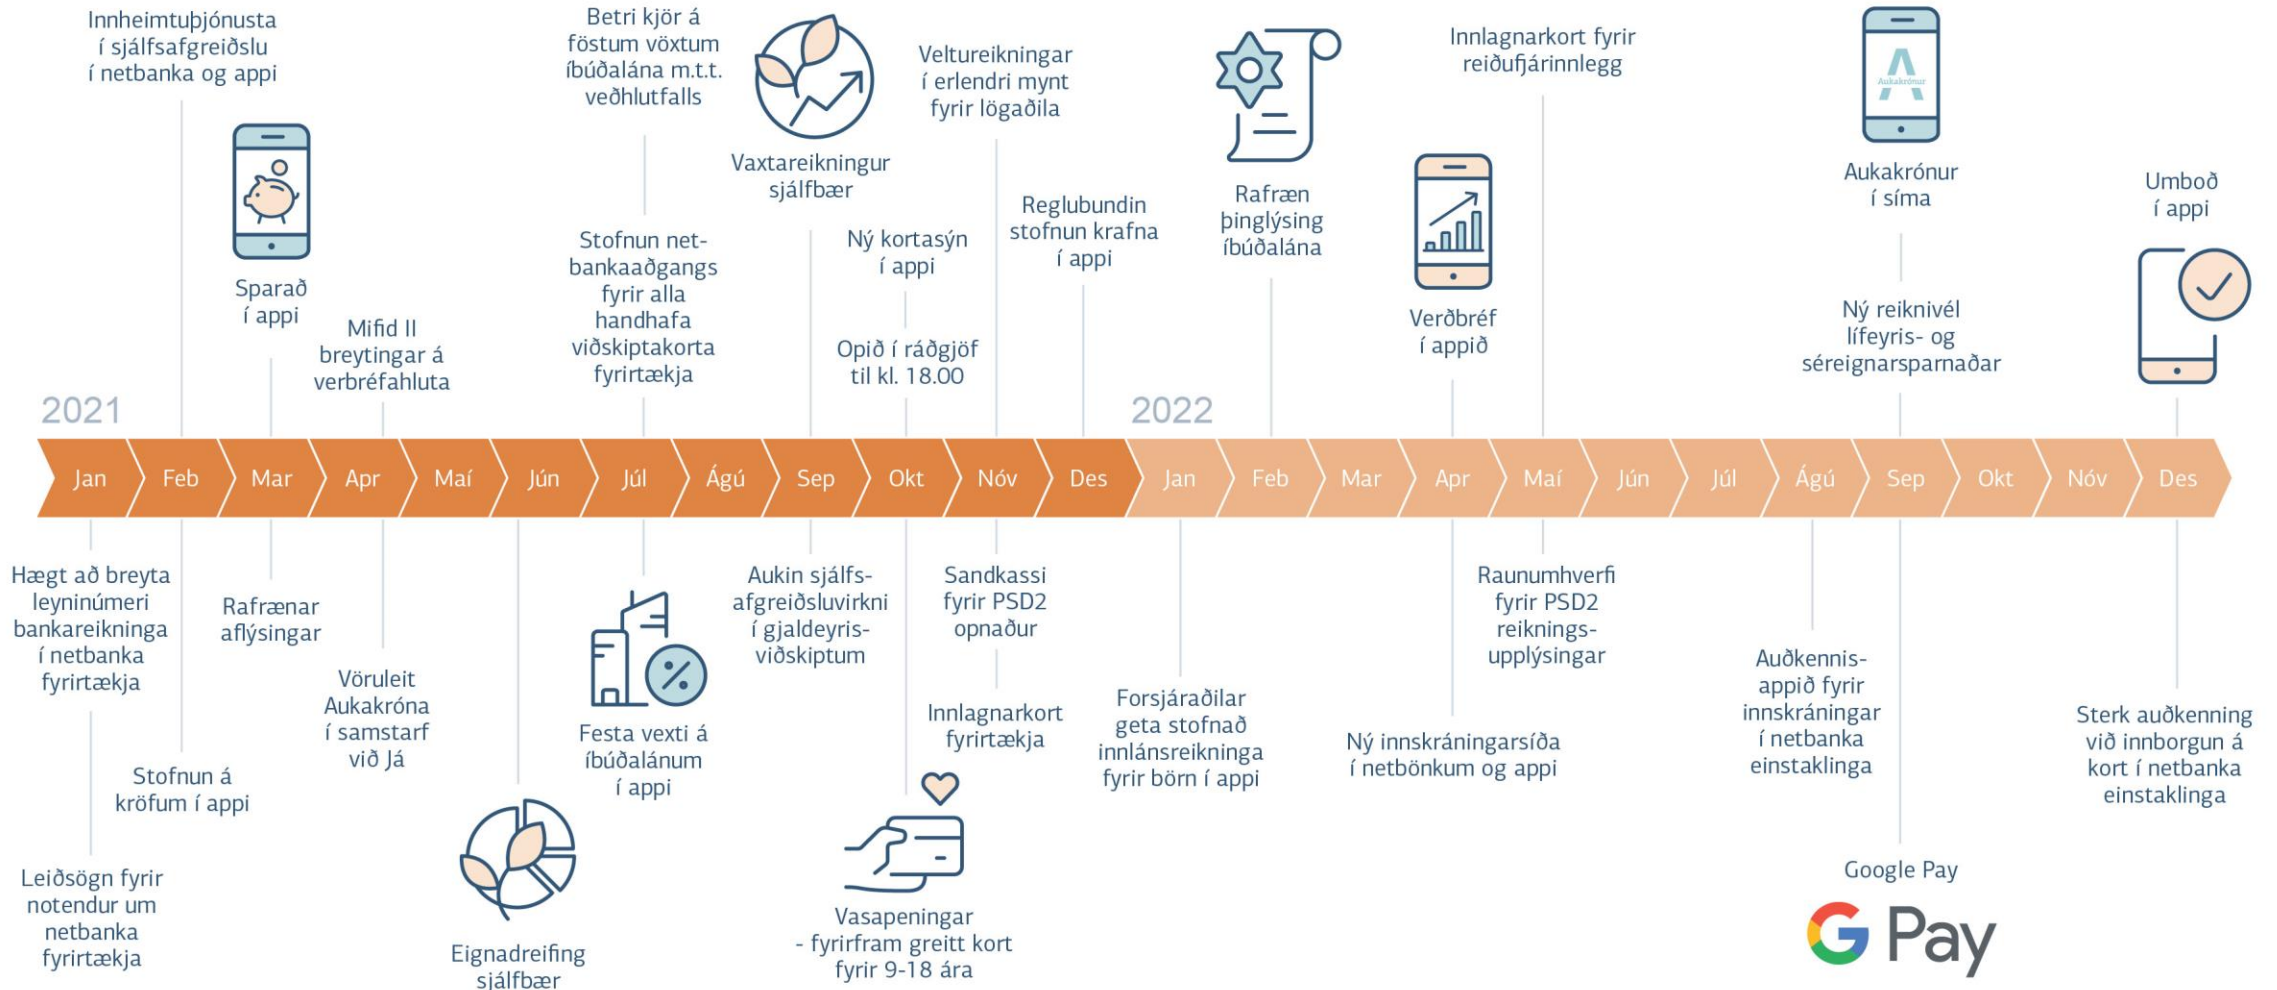 Innheimtuþjónusta
í sjálfsafgreiðslu
í netbanka og appi
Sparað
í appi
Mifid II
breytingar á
verbréfahluta
Betri kjör á
föstum vöxtum
íbúðalána m.t.t.
veðhlutfalls
Stofnun net-
bankaaðgangs
fyrir alla
handhafa
viðskiptakorta
fyrirtækja
Vaxtareikningur
sjálfbær
Ný kortasýn
í appi
Opið í ráðgjöf
til kl. 18.00
Veltureikningar
í erlendri mynt
fyrir lögaðila
Reglubundin
stofnun krafna
í appi
Rafræn
þinglýsing
íbúðalána
Verðbréf
í appið
Innlagnarkort fyrir
reiðufjárinnlegg
Aukakrónur
Aukakrónur
í síma
Ný reiknivél
lífeyris- og
séreignarsparnaðar
Umboð
í appi
2021
2022
Jan
Feb
Mar
Apr
Maí
Jún
Júl
Ágú
Sep
Okt
Nóv
Des
Jan
Feb
Mar
Apr
Maí
Jún
Júl
Ágú
Sep
Okt
Nóv
Des
Hægt að breyta
leyninúmeri
bankareikninga
í netbanka
fyrirtækja
Leiðsögn fyrir
notendur um
netbanka
fyrirtækja
Stofnun á
kröfum í appi
Rafrænar
aflýsingar
Vöruleit
Aukakróna
í samstarf
við Já
Eignadreifing
sjálfbær
Festa vexti á
íbúðalánum
í appi
Aukin sjálfs-
afgreiðsluvirkni
í gjaldeyris-
viðskiptum
Vasapeningar
- fyrirfram greitt kort
fyrir 9-18 ára
Sandkassi
fyrir PSD2
opnaður
Innlagnarkort
fyrirtækja
Forsjáraðilar
geta stofnað
innlánsreikninga
fyrir börn í appi
Ný innskráningarsíða
í netbönkum og appi
Raunumhverfi
fyrir PSD2
reiknings-
upplýsingar
Auðkennis-
appið fyrir
innskráningar
í netbanka
einstaklinga
Google Pay
G Pay
Sterk auðkenning
við innborgun á
kort í netbanka
einstaklinga